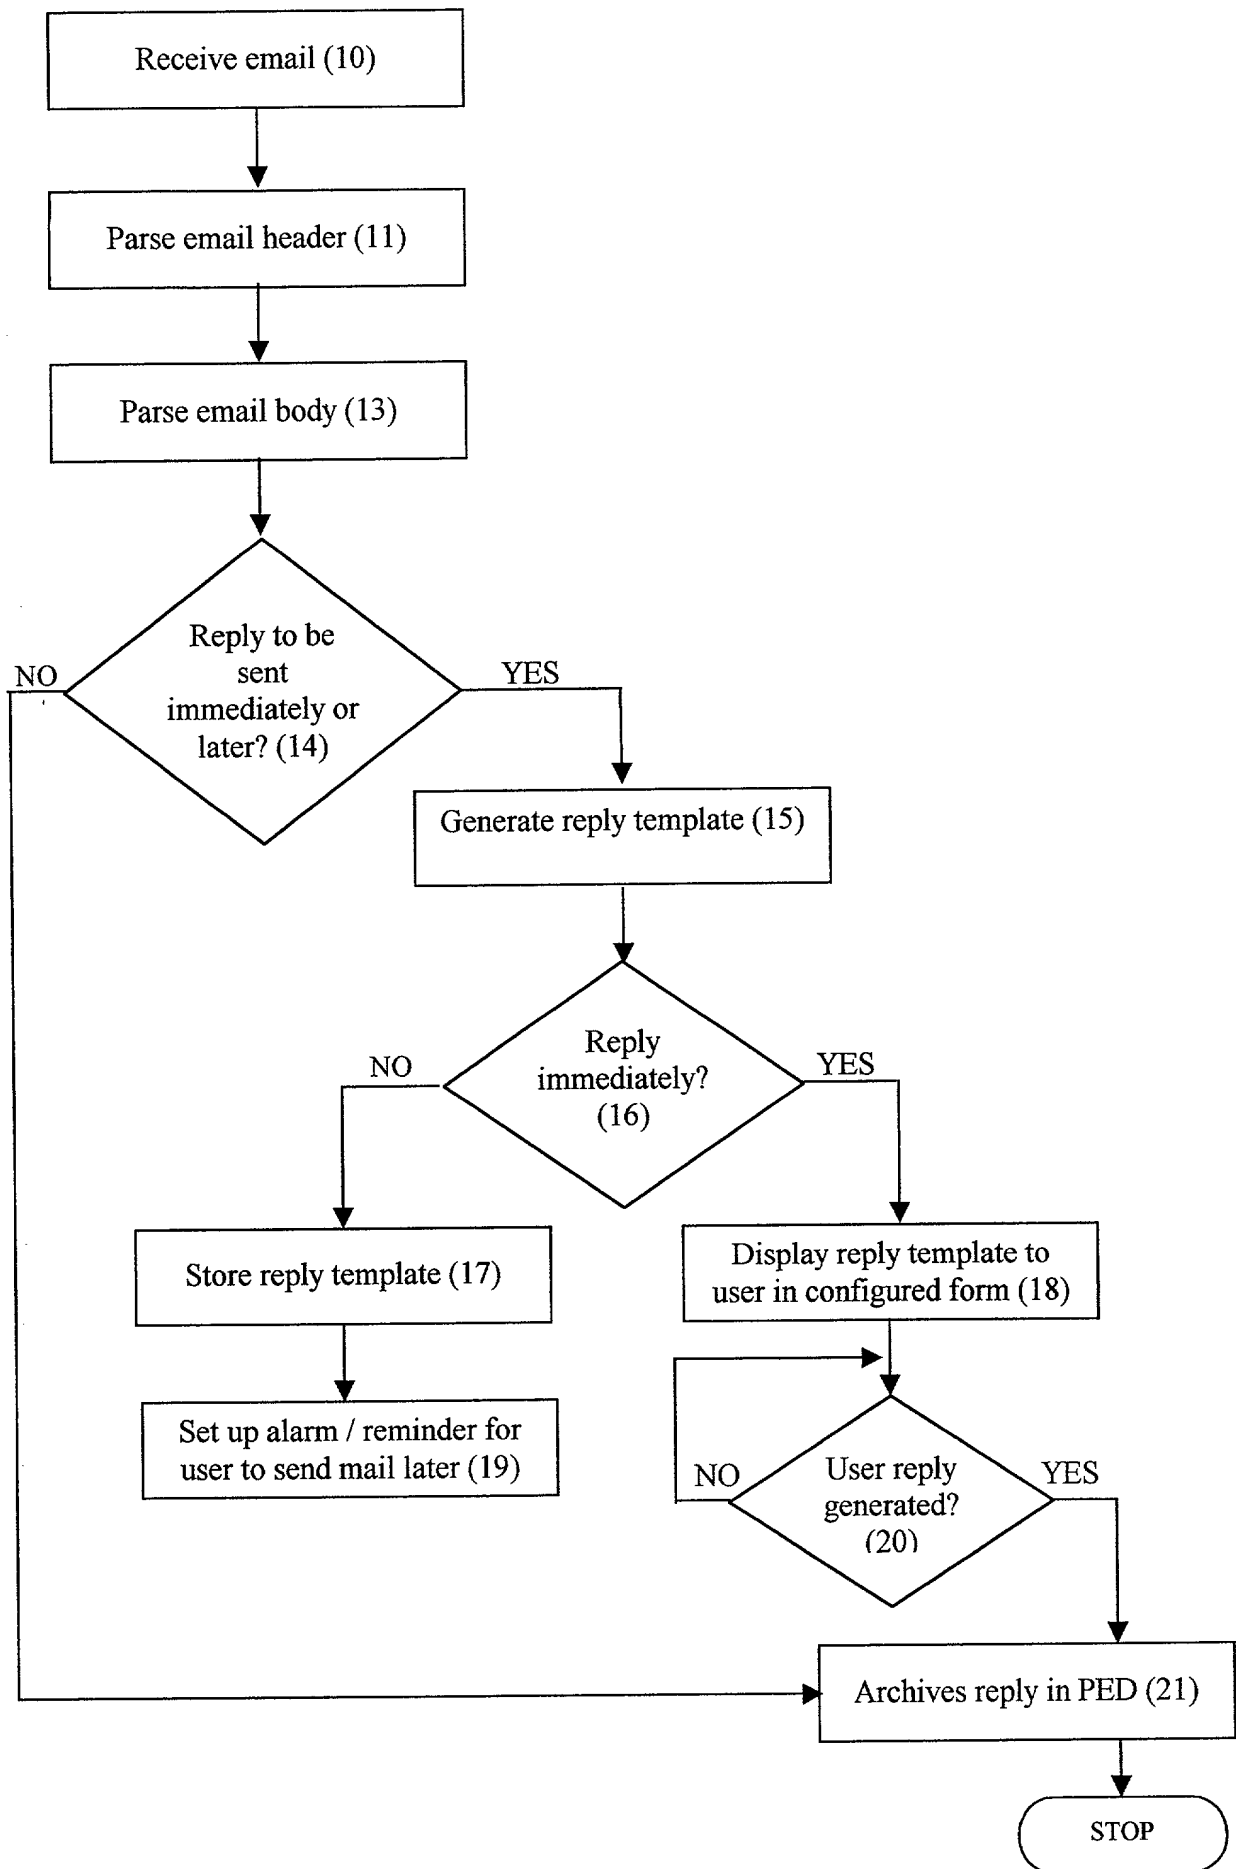 Receive email (10)
Parse email header (11)
Parse email body (13)
Reply to be
sent
immediately or
later? (14)
NO
YES
Generate reply template (15)
Reply
immediately?
(16)
NO
YES
Store reply template (17)
Display reply template to
user in configured form (18)
Set up alarm / reminder for
user to send mail later (19)
User reply
generated?
(20)
NO
YES
Archives reply in PED (21)
STOP